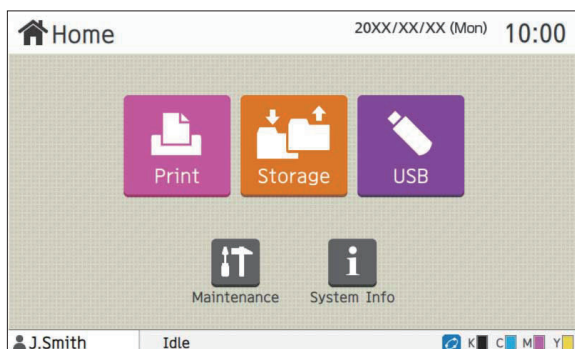 Home 20XX/XX/XX (Mon) 10:00
Print Storage USB
Maintenance System Info
J.Smith Idle K C M Y